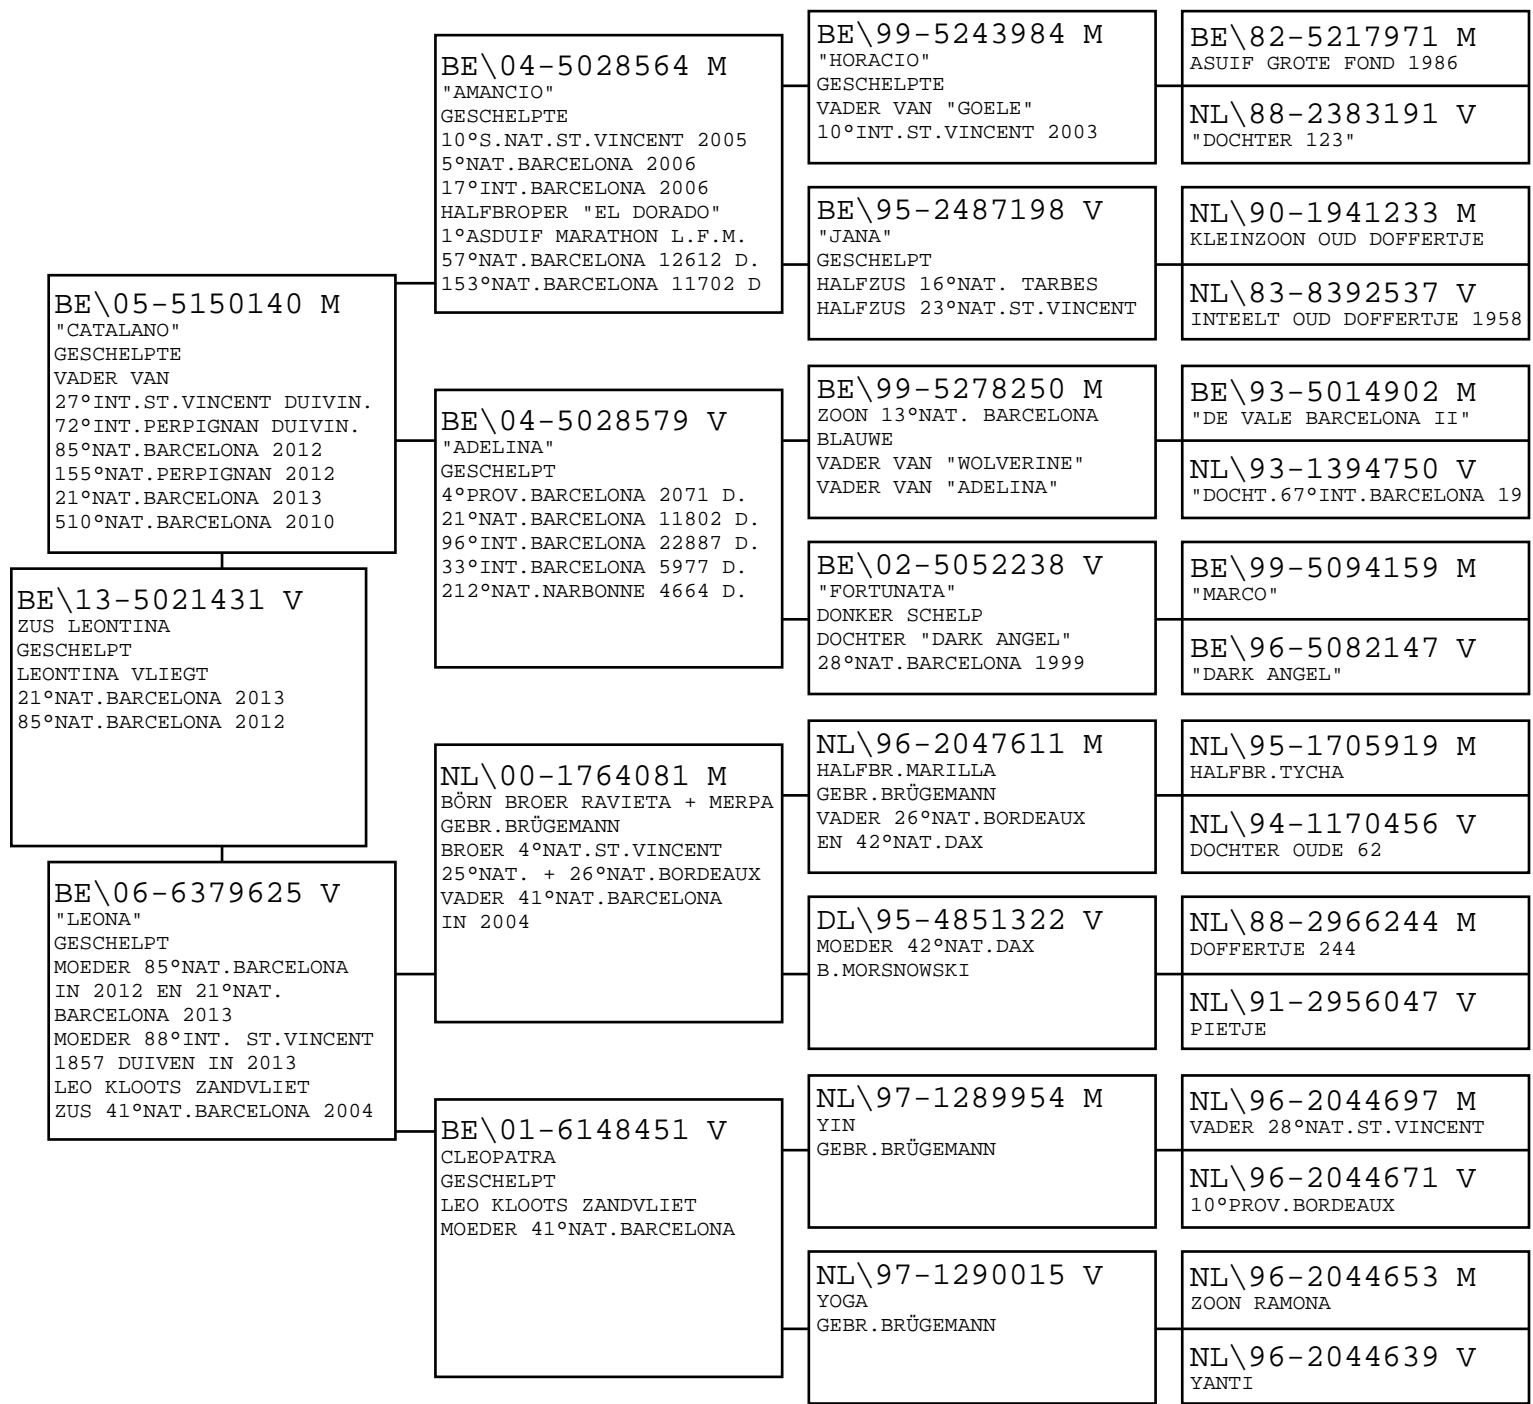 BE\13-5021431 V
ZUS LEONTINA
GESCHELPT
LEONTINA VLIEGT
21°NAT.BARCELONA 2013
85°NAT.BARCELONA 2012
BE\05-5150140 M
"CATALANO"
GESCHELPTE
VADER VAN
27°INT.ST.VINCENT DUIVIN.
72°INT.PERPIGNAN DUIVIN.
85°NAT.BARCELONA 2012
155°NAT.PERPIGNAN 2012
21°NAT.BARCELONA 2013
510°NAT.BARCELONA 2010
BE\06-6379625 V
"LEONA"
GESCHELPT
MOEDER 85°NAT.BARCELONA
IN 2012 EN 21°NAT.
BARCELONA 2013
MOEDER 88°INT. ST.VINCENT
1857 DUIVEN IN 2013
LEO KLOOTS ZANDVLIET
ZUS 41°NAT.BARCELONA 2004
BE\04-5028564 M
"AMANCIO"
GESCHELPTE
10°S.NAT.ST.VINCENT 2005
5°NAT.BARCELONA 2006
17°INT.BARCELONA 2006
HALFBROPER "EL DORADO"
1°ASDUIF MARATHON L.F.M.
57°NAT.BARCELONA 12612 D.
153°NAT.BARCELONA 11702 D
BE\04-5028579 V
"ADELINA"
GESCHELPT
4°PROV.BARCELONA 2071 D.
21°NAT.BARCELONA 11802 D.
96°INT.BARCELONA 22887 D.
33°INT.BARCELONA 5977 D.
212°NAT.NARBONNE 4664 D.
NL\00-1764081 M
BÖRN BROER RAVIETA + MERPA
GEBR.BRÜGEMANN
BROER 4°NAT.ST.VINCENT
25°NAT. + 26°NAT.BORDEAUX
VADER 41°NAT.BARCELONA
IN 2004
BE\01-6148451 V
CLEOPATRA
GESCHELPT
LEO KLOOTS ZANDVLIET
MOEDER 41°NAT.BARCELONA
BE\99-5243984 M
"HORACIO"
GESCHELPTE
VADER VAN "GOELE"
10°INT.ST.VINCENT 2003
BE\95-2487198 V
"JANA"
GESCHELPT
HALFZUS 16°NAT. TARBES
HALFZUS 23°NAT.ST.VINCENT
BE\99-5278250 M
ZOON 13°NAT. BARCELONA
BLAUWE
VADER VAN "WOLVERINE"
VADER VAN "ADELINA"
BE\02-5052238 V
"FORTUNATA"
DONKER SCHELP
DOCHTER "DARK ANGEL"
28°NAT.BARCELONA 1999
NL\96-2047611 M
HALFBR.MARILLA
GEBR.BRÜGEMANN
VADER 26°NAT.BORDEAUX
EN 42°NAT.DAX
DL\95-4851322 V
MOEDER 42°NAT.DAX
B.MORSNOWSKI
NL\97-1289954 M
YIN
GEBR.BRÜGEMANN
NL\97-1290015 V
YOGA
GEBR.BRÜGEMANN
BE\82-5217971 M
ASUIF GROTE FOND 1986
NL\88-2383191 V
"DOCHTER 123"
NL\90-1941233 M
KLEINZOON OUD DOFFERTJE
NL\83-8392537 V
INTEELT OUD DOFFERTJE 1958
BE\93-5014902 M
"DE VALE BARCELONA II"
NL\93-1394750 V
"DOCHT.67°INT.BARCELONA 19
BE\99-5094159 M
"MARCO"
BE\96-5082147 V
"DARK ANGEL"
NL\95-1705919 M
HALFBR.TYCHA
NL\94-1170456 V
DOCHTER OUDE 62
NL\88-2966244 M
DOFFERTJE 244
NL\91-2956047 V
PIETJE
NL\96-2044697 M
VADER 28°NAT.ST.VINCENT
NL\96-2044671 V
10°PROV.BORDEAUX
NL\96-2044653 M
ZOON RAMONA
NL\96-2044639 V
YANTI